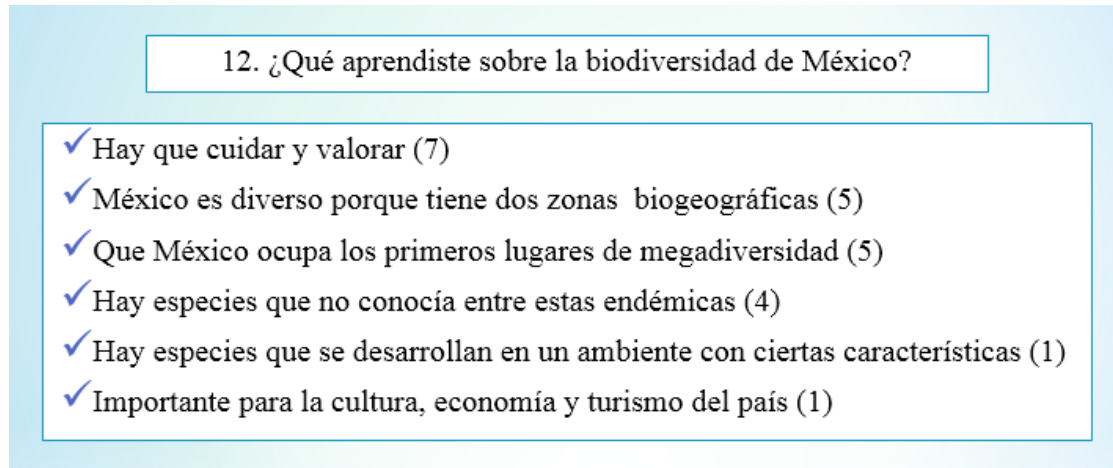 12. ¿Qué aprendiste sobre la biodiversidad de México?
✓Hay que cuidar y valorar (7)
✓México es diverso porque tiene dos zonas  biogeográficas (5)
✓Que México ocupa los primeros lugares de megadiversidad (5)
✓Hay especies que no conocía entre estas endémicas (4)
✓Hay especies que se desarrollan en un ambiente con ciertas características (1)
✓Importante para la cultura, economía y turismo del país (1)